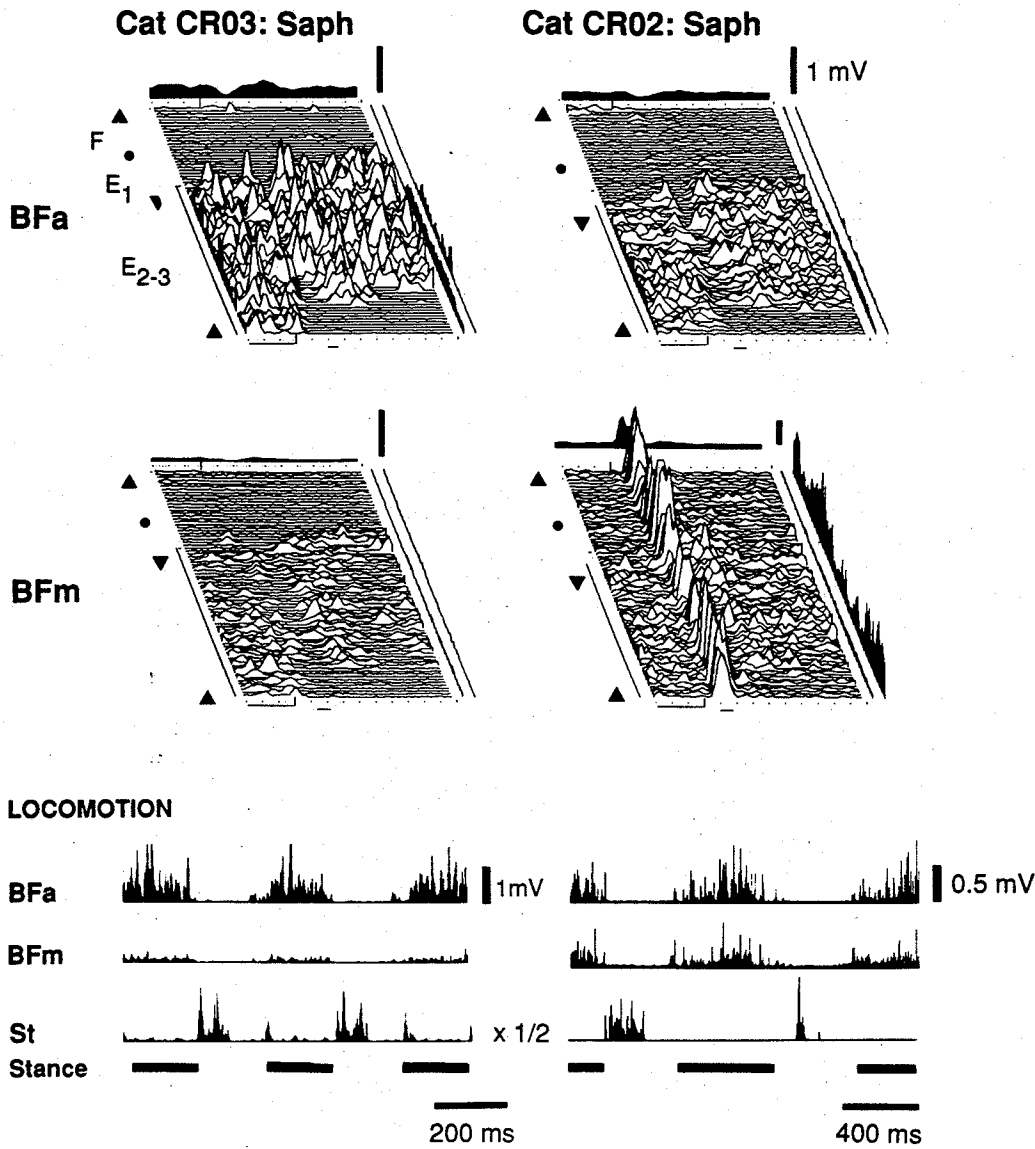 Cat CR03: Saph
Cat CR02: Saph
1 mV
F
E1
E2-3
BFa
BFm
LOCOMOTION
BFa
1mV
0.5 mV
BFm
St
x 1/2
Stance
200 ms
400 ms